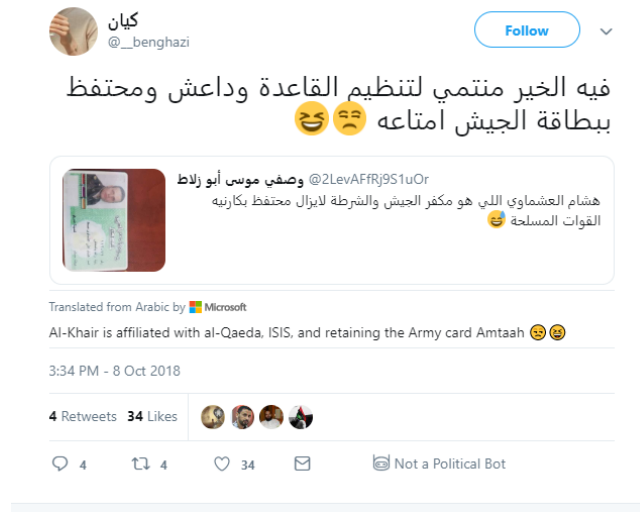 كيان
@__benghazi
Follow
فيه الخير منتمي لتنظيم القاعدة وداعش ومحتفظ
ببطاقة الجيش امتاعه 😒😆
وصفي موسى أبو زلاط @2LevAFfRj9S1uOr
هشام العشماوي اللي هو مكفر الجيش والشرطة لايزال محتفظ بكارنيه
القوات المسلحة 😅
Translated from Arabic by Microsoft
Al-Khair is affiliated with al-Qaeda, ISIS, and retaining the Army card Amtaah 😒😆
3:34 PM - 8 Oct 2018
4 Retweets 34 Likes
4 4 34 Not a Political Bot